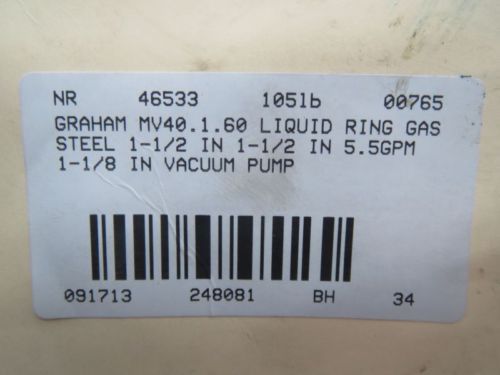 NR 46533 105lb 00765
GRAHAM MV40.1.60 LIQUID RING GAS
STEEL 1-1/2 IN 1-1/2 IN 5.5GPM
1-1/8 IN VACUUM PUMP
091713 248081 BH 34